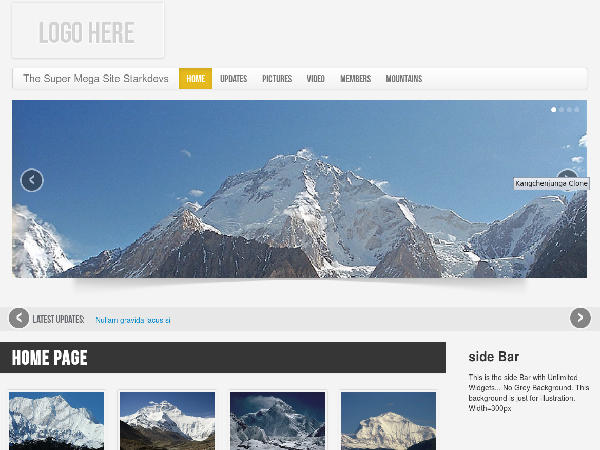 LOGO HERE
The Super Mega Site Starkdevs
HOME
UPDATES
PICTURES
VIDEO
MEMBERS
MOUNTAINS
Kangchenjunga Clone
LATEST UPDATES:
Nullam gravida lacus si
HOME PAGE
side Bar
This is the side Bar with Unlimited
Widgets... No Grey Background. This
background is just for illustration.
Width=300px